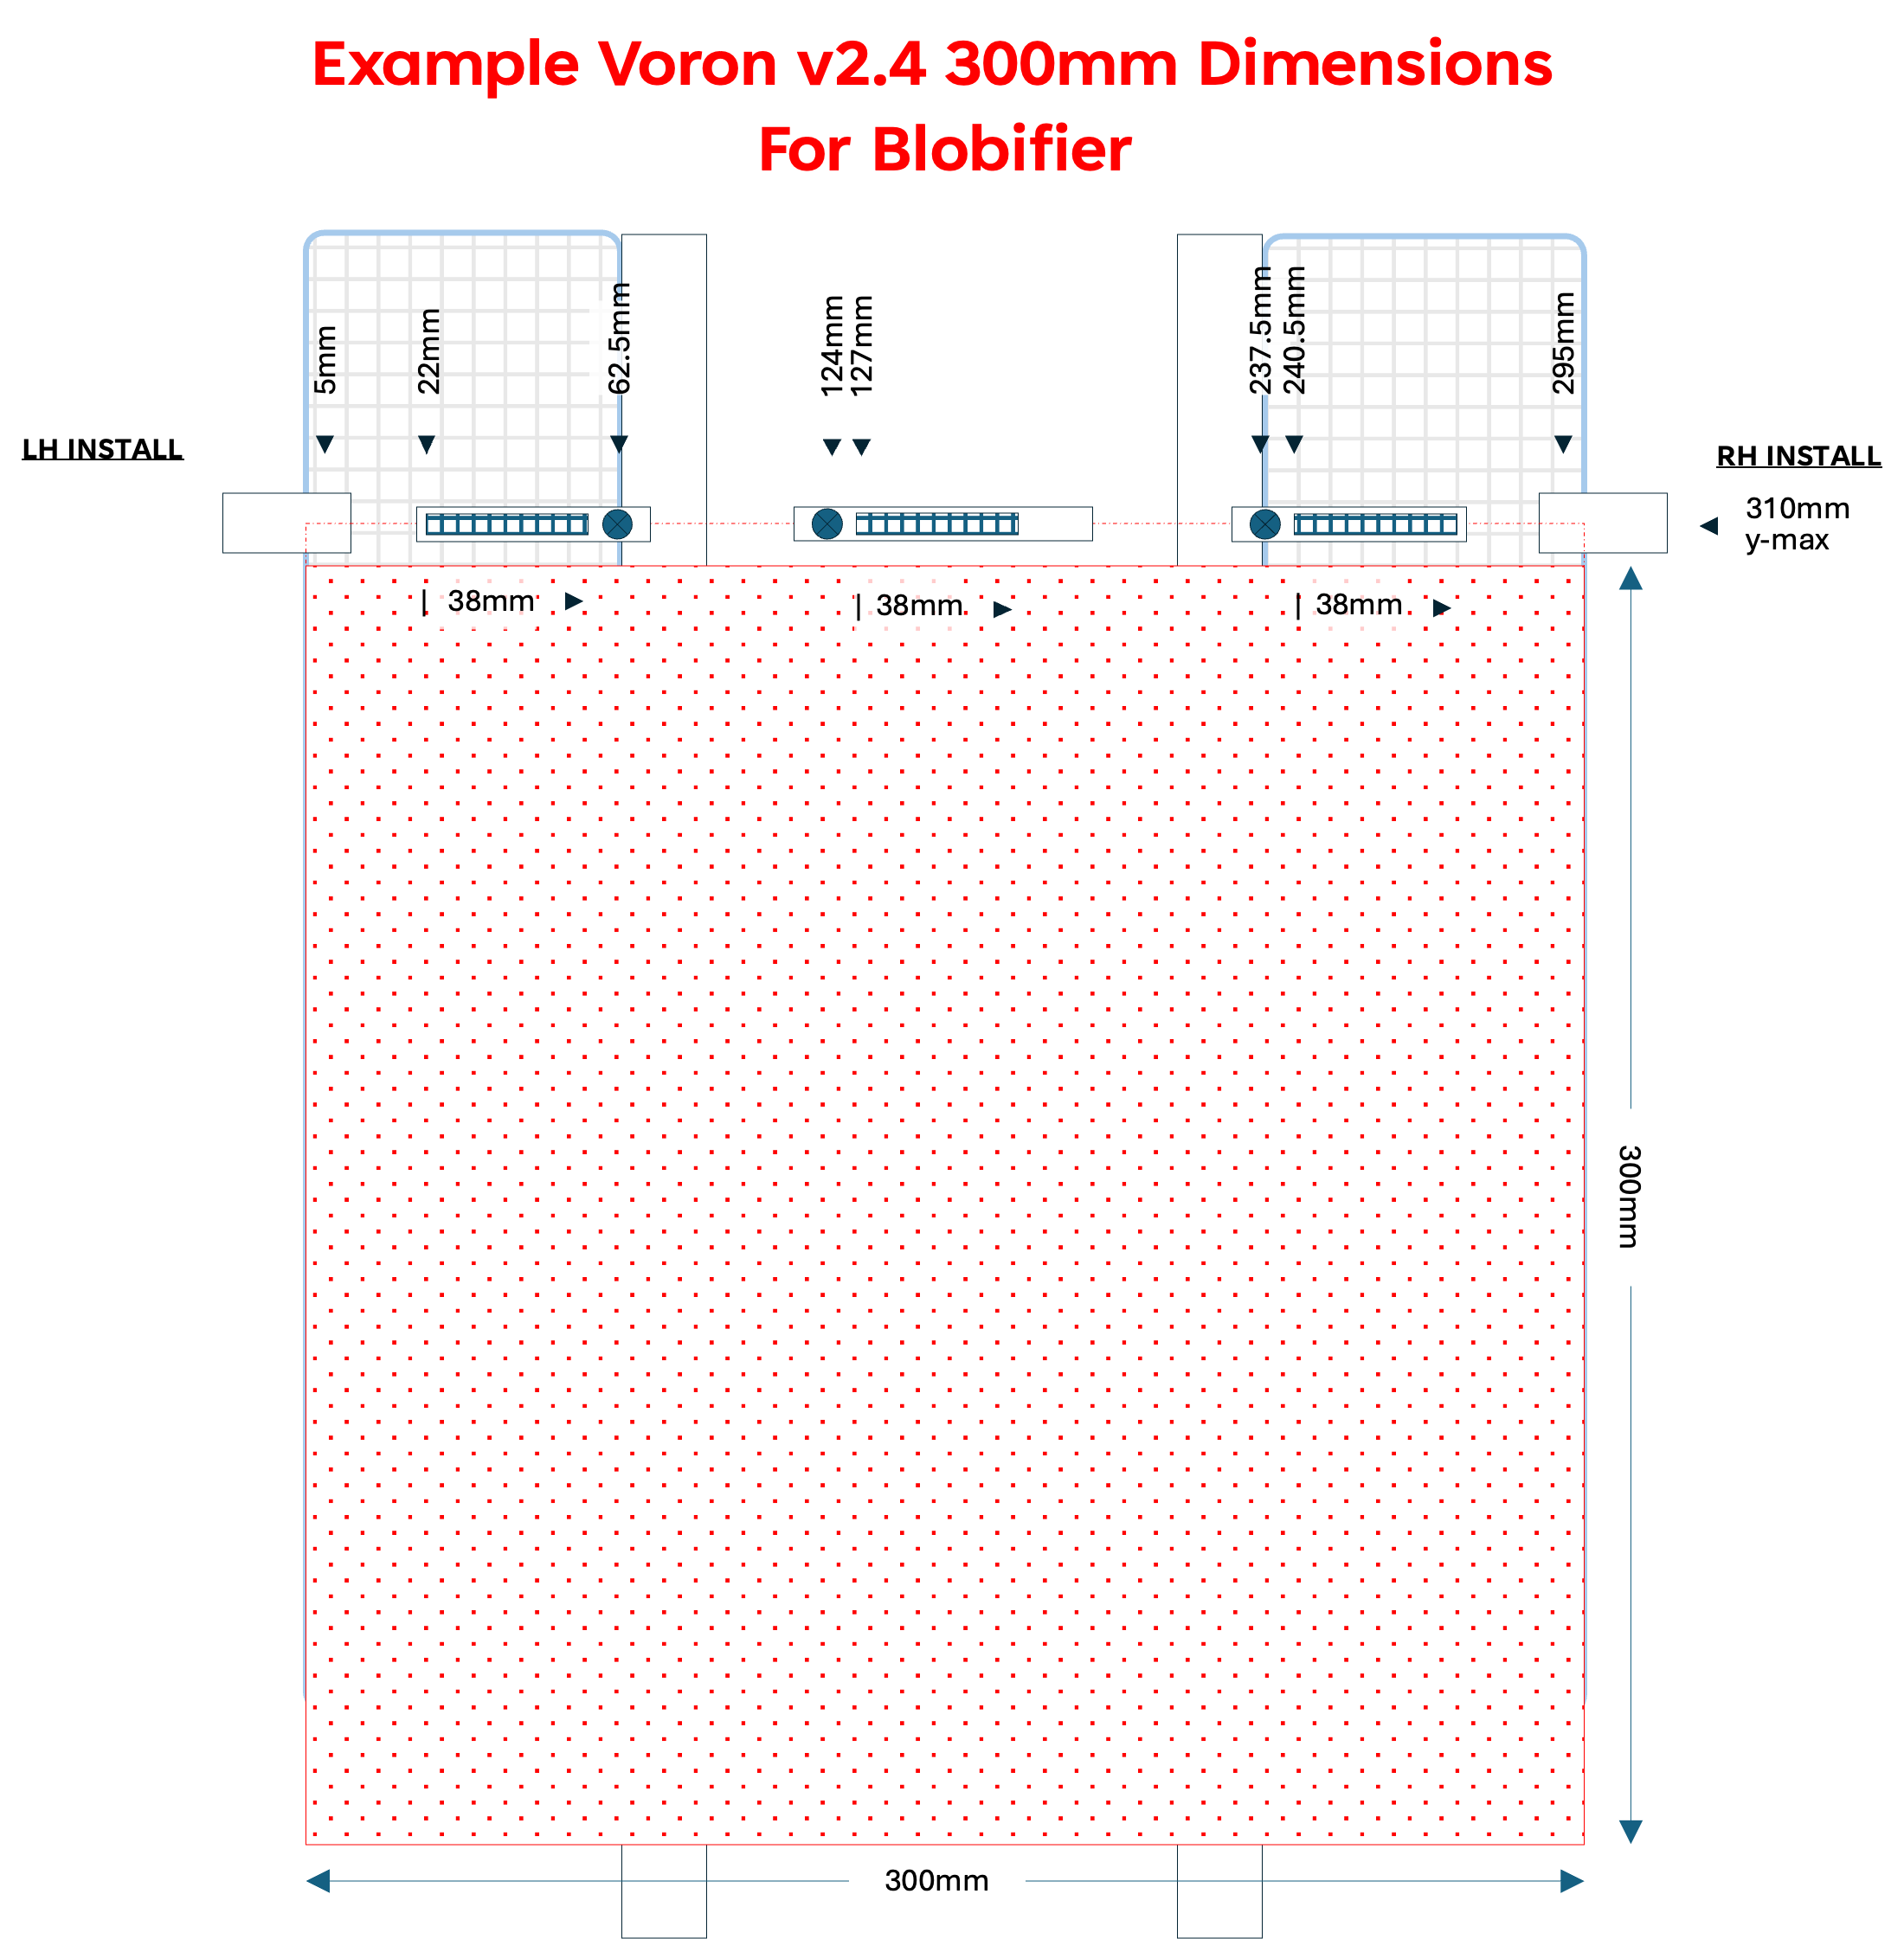 Example Voron v2.4 300mm Dimensions
For Blobifier
5mm
22mm
62.5mm
124mm
127mm
237.5mm
240.5mm
295mm
LH INSTALL
RH INSTALL
310mm
y-max
| 38mm
| 38mm
| 38mm
300mm
300mm